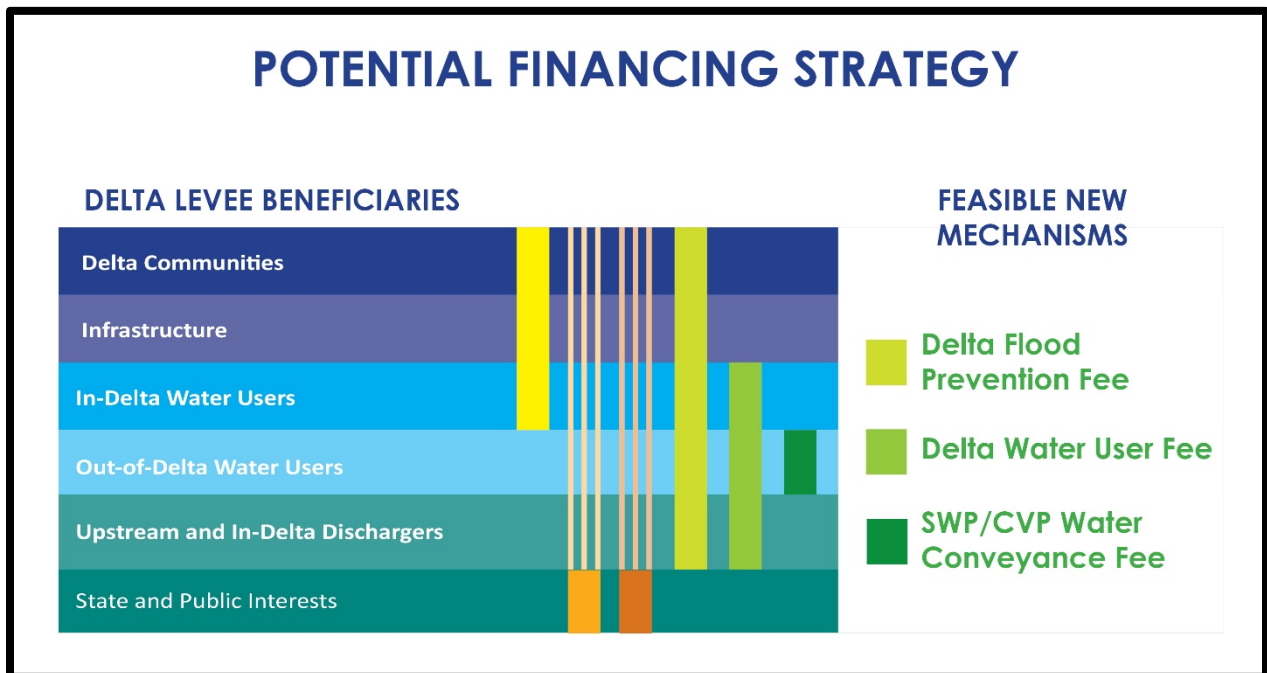 POTENTIAL FINANCING STRATEGY
DELTA LEVEE BENEFICIARIES
Delta Communities
Infrastructure
In-Delta Water Users
Out-of-Delta Water Users
Upstream and In-Delta Dischargers
State and Public Interests
FEASIBLE NEW
MECHANISMS
Delta Flood
Prevention Fee
Delta Water User Fee
SWP/CVP Water
Conveyance Fee